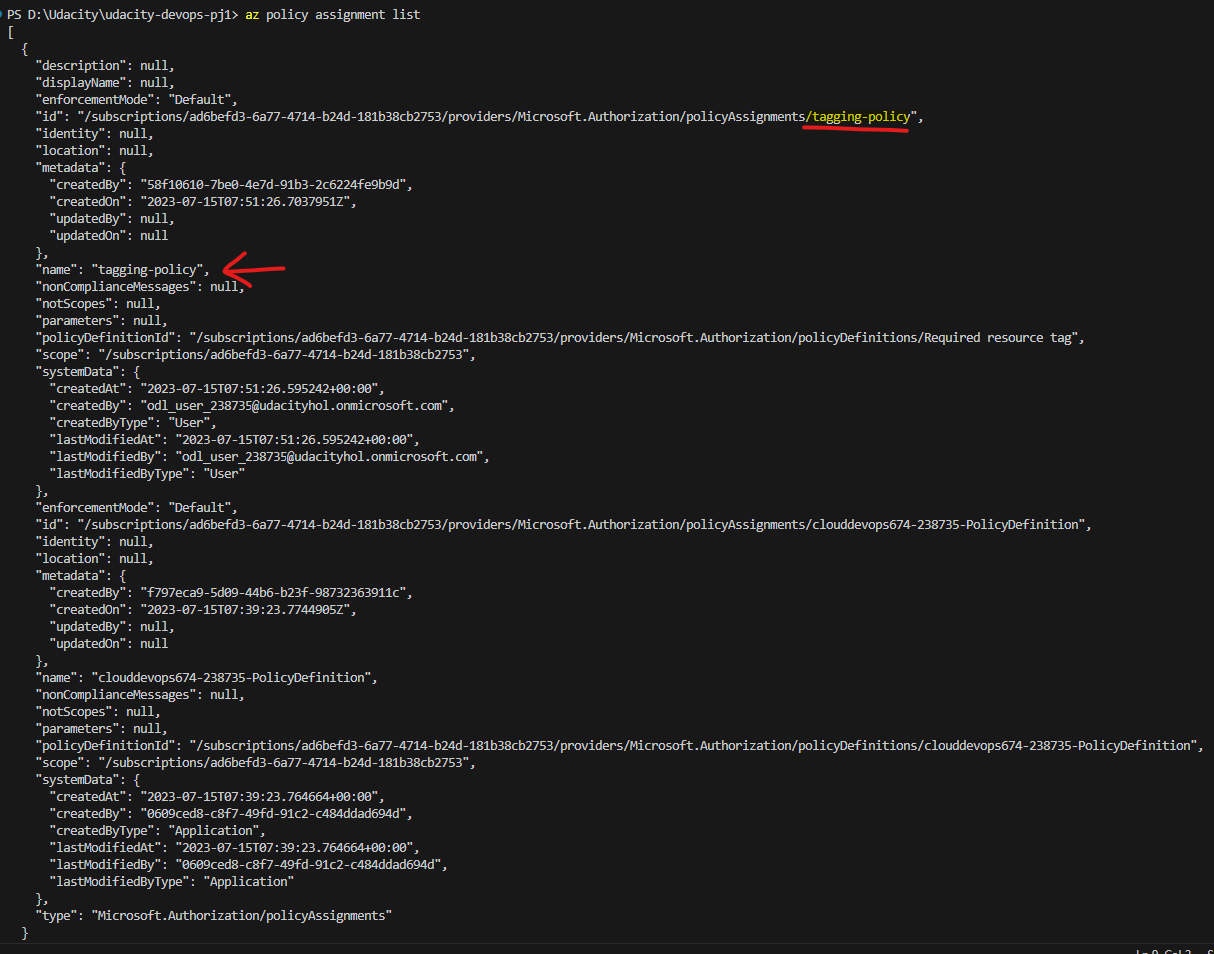 PS D:\Udacity\udacity-devops-pj1> az policy assignment list
[
  {
    "description": null,
    "displayName": null,
    "enforcementMode": "Default",
    "id": "/subscriptions/ad6befd3-6a77-4714-b24d-181b38cb2753/providers/Microsoft.Authorization/policyAssignments/tagging-policy",
    "identity": null,
    "location": null,
    "metadata": {
      "createdBy": "58f10610-7be0-4e7d-91b3-2c6224fe9b9d",
      "createdOn": "2023-07-15T07:51:26.7037951Z",
      "updatedBy": null,
      "updatedOn": null
    },
    "name": "tagging-policy",
    "nonComplianceMessages": null,
    "notScopes": null,
    "parameters": null,
    "policyDefinitionId": "/subscriptions/ad6befd3-6a77-4714-b24d-181b38cb2753/providers/Microsoft.Authorization/policyDefinitions/Required resource tag",
    "scope": "/subscriptions/ad6befd3-6a77-4714-b24d-181b38cb2753",
    "systemData": {
      "createdAt": "2023-07-15T07:51:26.595242+00:00",
      "createdBy": "odl_user_238735@udacityhol.onmicrosoft.com",
      "createdByType": "User",
      "lastModifiedAt": "2023-07-15T07:51:26.595242+00:00",
      "lastModifiedBy": "odl_user_238735@udacityhol.onmicrosoft.com",
      "lastModifiedByType": "User"
    },
    "enforcementMode": "Default",
    "id": "/subscriptions/ad6befd3-6a77-4714-b24d-181b38cb2753/providers/Microsoft.Authorization/policyAssignments/clouddevops674-238735-PolicyDefinition",
    "identity": null,
    "location": null,
    "metadata": {
      "createdBy": "f797eca9-5d09-44b6-b23f-98732363911c",
      "createdOn": "2023-07-15T07:39:23.7744905Z",
      "updatedBy": null,
      "updatedOn": null
    },
    "name": "clouddevops674-238735-PolicyDefinition",
    "nonComplianceMessages": null,
    "notScopes": null,
    "parameters": null,
    "policyDefinitionId": "/subscriptions/ad6befd3-6a77-4714-b24d-181b38cb2753/providers/Microsoft.Authorization/policyDefinitions/clouddevops674-238735-PolicyDefinition",
    "scope": "/subscriptions/ad6befd3-6a77-4714-b24d-181b38cb2753",
    "systemData": {
      "createdAt": "2023-07-15T07:39:23.764664+00:00",
      "createdBy": "0609ced8-c8f7-49fd-91c2-c484ddad694d",
      "createdByType": "Application",
      "lastModifiedAt": "2023-07-15T07:39:23.764664+00:00",
      "lastModifiedBy": "0609ced8-c8f7-49fd-91c2-c484ddad694d",
      "lastModifiedByType": "Application"
    },
    "type": "Microsoft.Authorization/policyAssignments"
  }